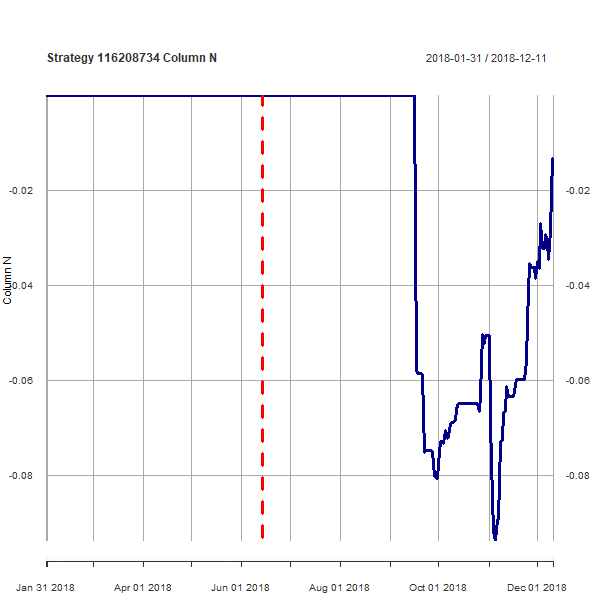 Strategy 116208734 Column N
2018-01-31 / 2018-12-11
-0.02
-0.02
-0.04
-0.04
-0.06
-0.06
-0.08
-0.08
Column N
Jan 31 2018
Apr 01 2018
Jun 01 2018
Aug 01 2018
Oct 01 2018
Dec 01 2018